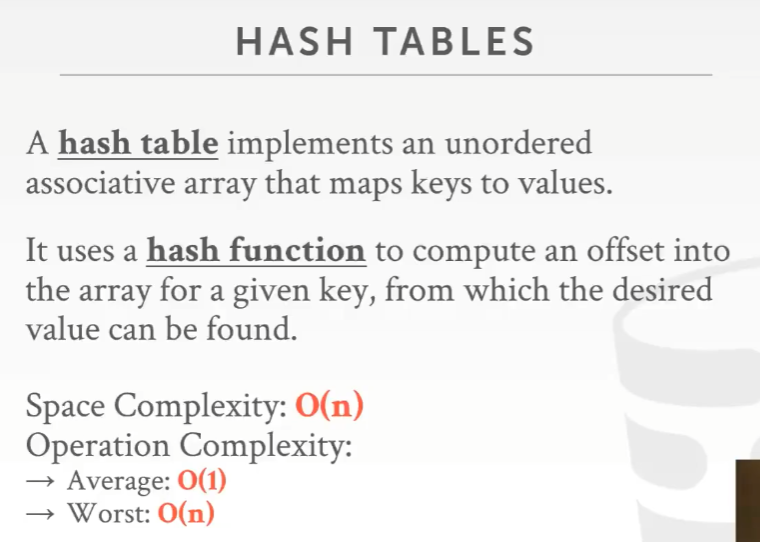 HASH TABLES
A hash table implements an unordered
associative array that maps keys to values.
It uses a hash function to compute an offset into
the array for a given key, from which the desired
value can be found.
Space Complexity: O(n)
Operation Complexity:
→ Average: O(1)
→ Worst: O(n)